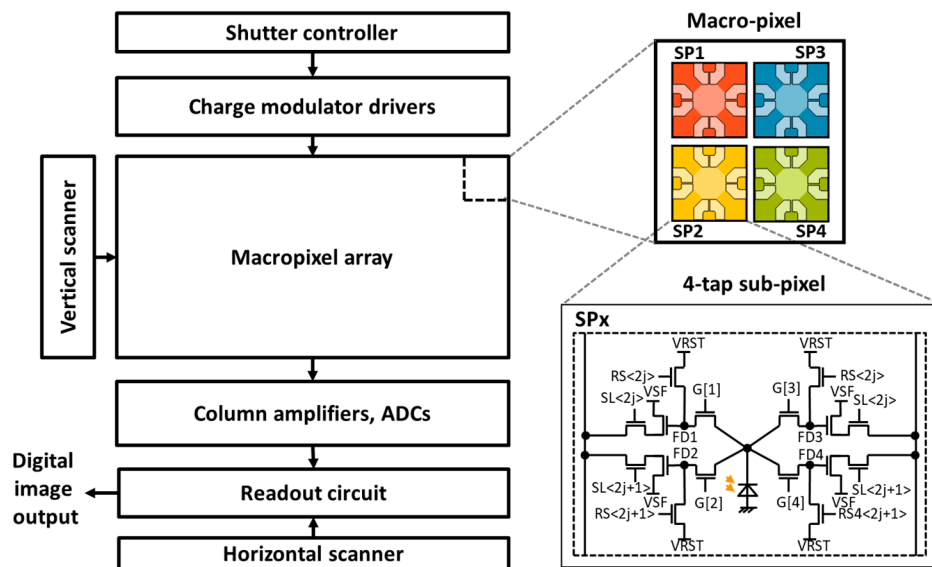 Shutter controller
Charge modulator drivers
Vertical scanner
Macropixel array
Column amplifiers, ADCs
Digital
image
output
Readout circuit
Horizontal scanner
Macro-pixel
SP1 SP3
SP2 SP4
4-tap sub-pixel
SPx
VRST VRST
RS<2j> G[1] G[3] RS<2j>
VSF VSF
SL<2j> SL<2j>
FD1 FD3
FD2 FD4
SL<2j+1> G[2] G[4] SL<2j+1>
VSF VSF
RS<2j+1> RS4<2j+1>
VRST VRST